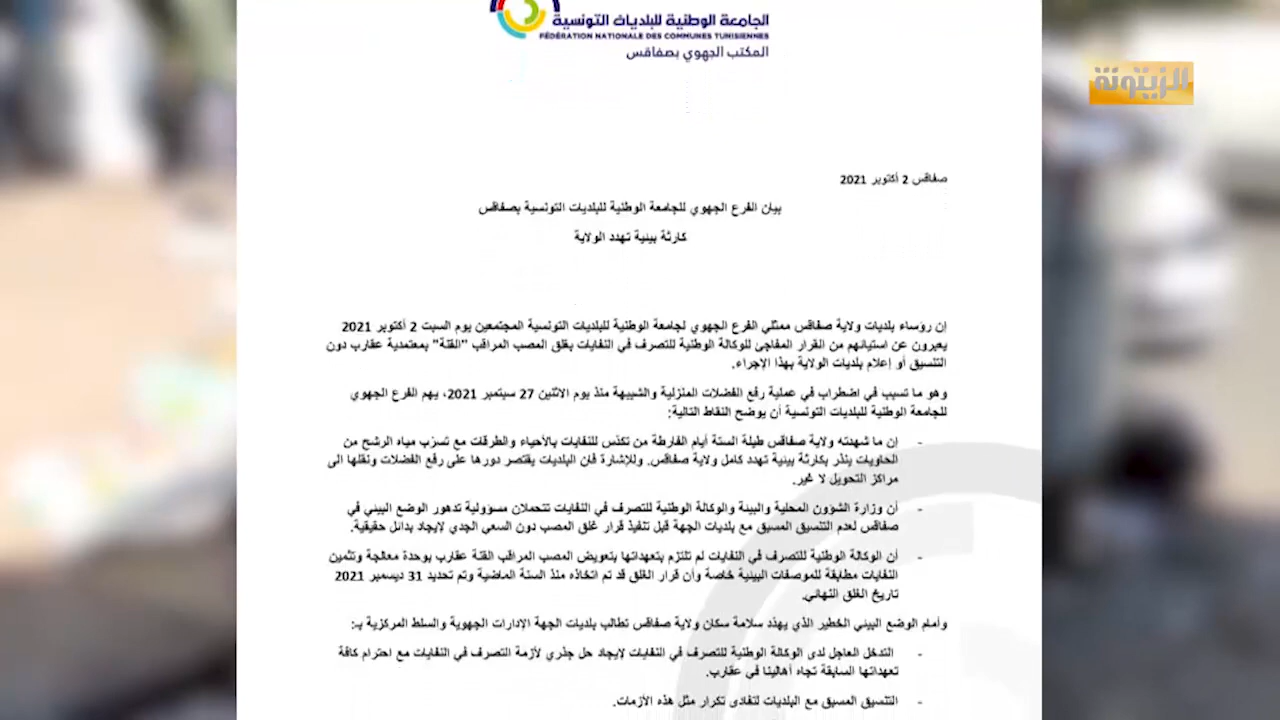 الجامعة الوطنية للبلديات التونسية
FÉDÉRATION NATIONALE DES COMMUNES TUNISIENNES
المكتب الجهوي بصفاقس
الزيتونة
صفاقس 2 أكتوبر 2021
بيان الفرع الجهوي للجامعة الوطنية للبلديات التونسية بصفاقس
كارثة بيئية تهدد الولاية
إن رؤساء بلديات ولاية صفاقس ممثلي الفرع الجهوي لجامعة الوطنية للبلديات التونسية المجتمعين يوم السبت 2 أكتوبر 2021
يعبرون عن استيائهم من القرار المفاجئ للوكالة الوطنية للتصرف في النفايات بغلق المصب المراقب "القنة" بمعتمدية عقارب دون
التنسيق أو إعلام بلديات الولاية بهذا الإجراء.
وهو ما تسبب في اضطراب في عملية رفع الفضلات المنزلية والشبيهة منذ يوم الاثنين 27 سبتمبر 2021، يهم الفرع الجهوي
للجامعة الوطنية للبلديات التونسية أن يوضح النقاط التالية:
- إن ما شهدته ولاية صفاقس طيلة الستة أيام الفارطة من تكدّس للنفايات بالأحياء والطرقات مع تسرّب مياه الرشح من
الحاويات ينذر بكارثة بيئية تهدد كامل ولاية صفاقس. وللإشارة فان البلديات يقتصر دورها على رفع الفضلات ونقلها الى
مراكز التحويل لا غير.
- أن وزارة الشؤون المحلية والبيئة والوكالة الوطنية للتصرف في النفايات تتحملان مسؤولية تدهور الوضع البيئي في
صفاقس لعدم التنسيق المسبق مع بلديات الجهة قبل تنفيذ قرار غلق المصب دون السعي الجدي لإيجاد بدائل حقيقية.
- أن الوكالة الوطنية للتصرف في النفايات لم تلتزم بتعهداتها بتعويض المصب المراقب القنة عقارب بوحدة معالجة وتثمين
النفايات مطابقة للموصفات البيئية خاصة وأن قرار الغلق قد تم اتخاذه منذ السنة الماضية وتم تحديد 31 ديسمبر 2021
تاريخ الغلق النهائي.
وأمام الوضع البيئي الخطير الذي يهدّد سلامة سكان ولاية صفاقس تطالب بلديات الجهة الإدارات الجهوية والسلط المركزية بـ:
- التدخل العاجل لدى الوكالة الوطنية للتصرف في النفايات لإيجاد حل جذري لأزمة التصرف في النفايات مع احترام كافة
تعهداتها السابقة تجاه أهالينا في عقارب.
- التنسيق المسبق مع البلديات لتفادى تكرار مثل هذه الأزمات.